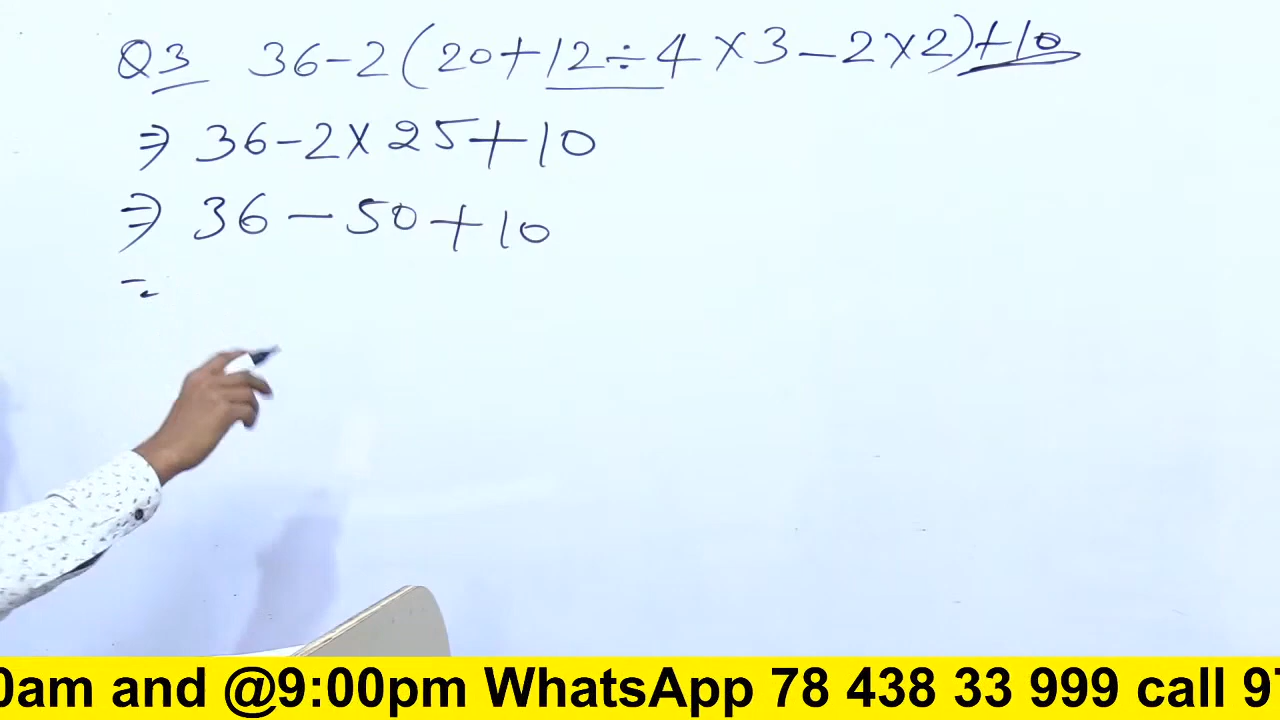 Q3 36-2(20+12÷4×3-2×2)+10
⇒ 36-2×25+10
⇒ 36-50+10
=
0am and @9:00pm WhatsApp 78 438 33 999 call 97